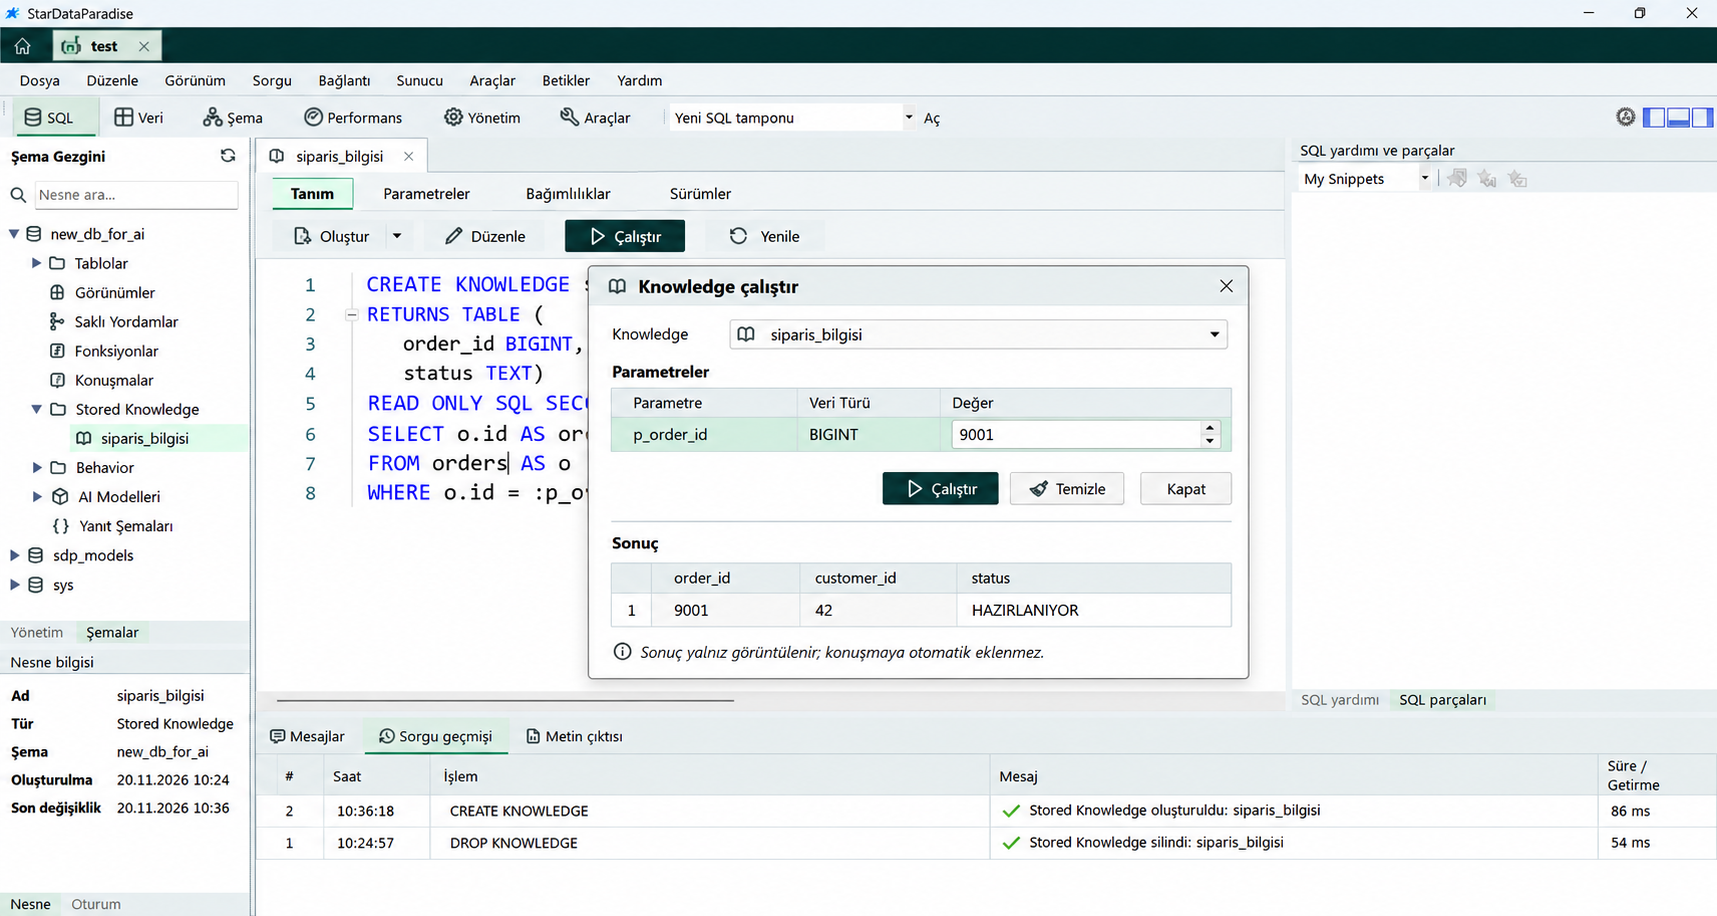 StarDataParadise
test
Dosya Düzenle Görünüm Sorgu Bağlantı Sunucu Araçlar Betikler Yardım
SQL Veri Şema Performans Yönetim Araçlar Yeni SQL tamponu Aç
Şema Gezgini
Nesne ara...
new_db_for_ai
Tablolar
Görünümler
Saklı Yordamlar
Fonksiyonlar
Konuşmalar
Stored Knowledge
siparis_bilgisi
Behavior
AI Modelleri
Yanıt Şemaları
sdp_models
sys
Yönetim Şemalar
Nesne bilgisi
Ad siparis_bilgisi
Tür Stored Knowledge
Şema new_db_for_ai
Oluşturulma 20.11.2026 10:24
Son değişiklik 20.11.2026 10:36
Nesne Oturum
siparis_bilgisi
Tanım Parametreler Bağımlılıklar Sürümler
Oluştur Düzenle Çalıştır Yenile
1 CREATE KNOWLEDGE
2 RETURNS TABLE (
3 order_id BIGINT,
4 status TEXT)
5 READ ONLY SQL
6 SELECT o.id AS
7 FROM orders AS o
8 WHERE o.id =
Knowledge çalıştır
Knowledge siparis_bilgisi
Parametreler
Parametre Veri Türü Değer
p_order_id BIGINT 9001
Çalıştır Temizle Kapat
Sonuç
order_id customer_id status
1 9001 42 HAZIRLANIYOR
Sonuç yalnız görüntülenir; konuşmaya otomatik eklenmez.
SQL yardımı ve parçalar
My Snippets
SQL yardımı SQL parçaları
Mesajlar Sorgu geçmişi Metin çıktısı
# Saat İşlem Mesaj Süre /
Getirme
2 10:36:18 CREATE KNOWLEDGE Stored Knowledge oluşturuldu: siparis_bilgisi 86 ms
1 10:24:57 DROP KNOWLEDGE Stored Knowledge silindi: siparis_bilgisi 54 ms